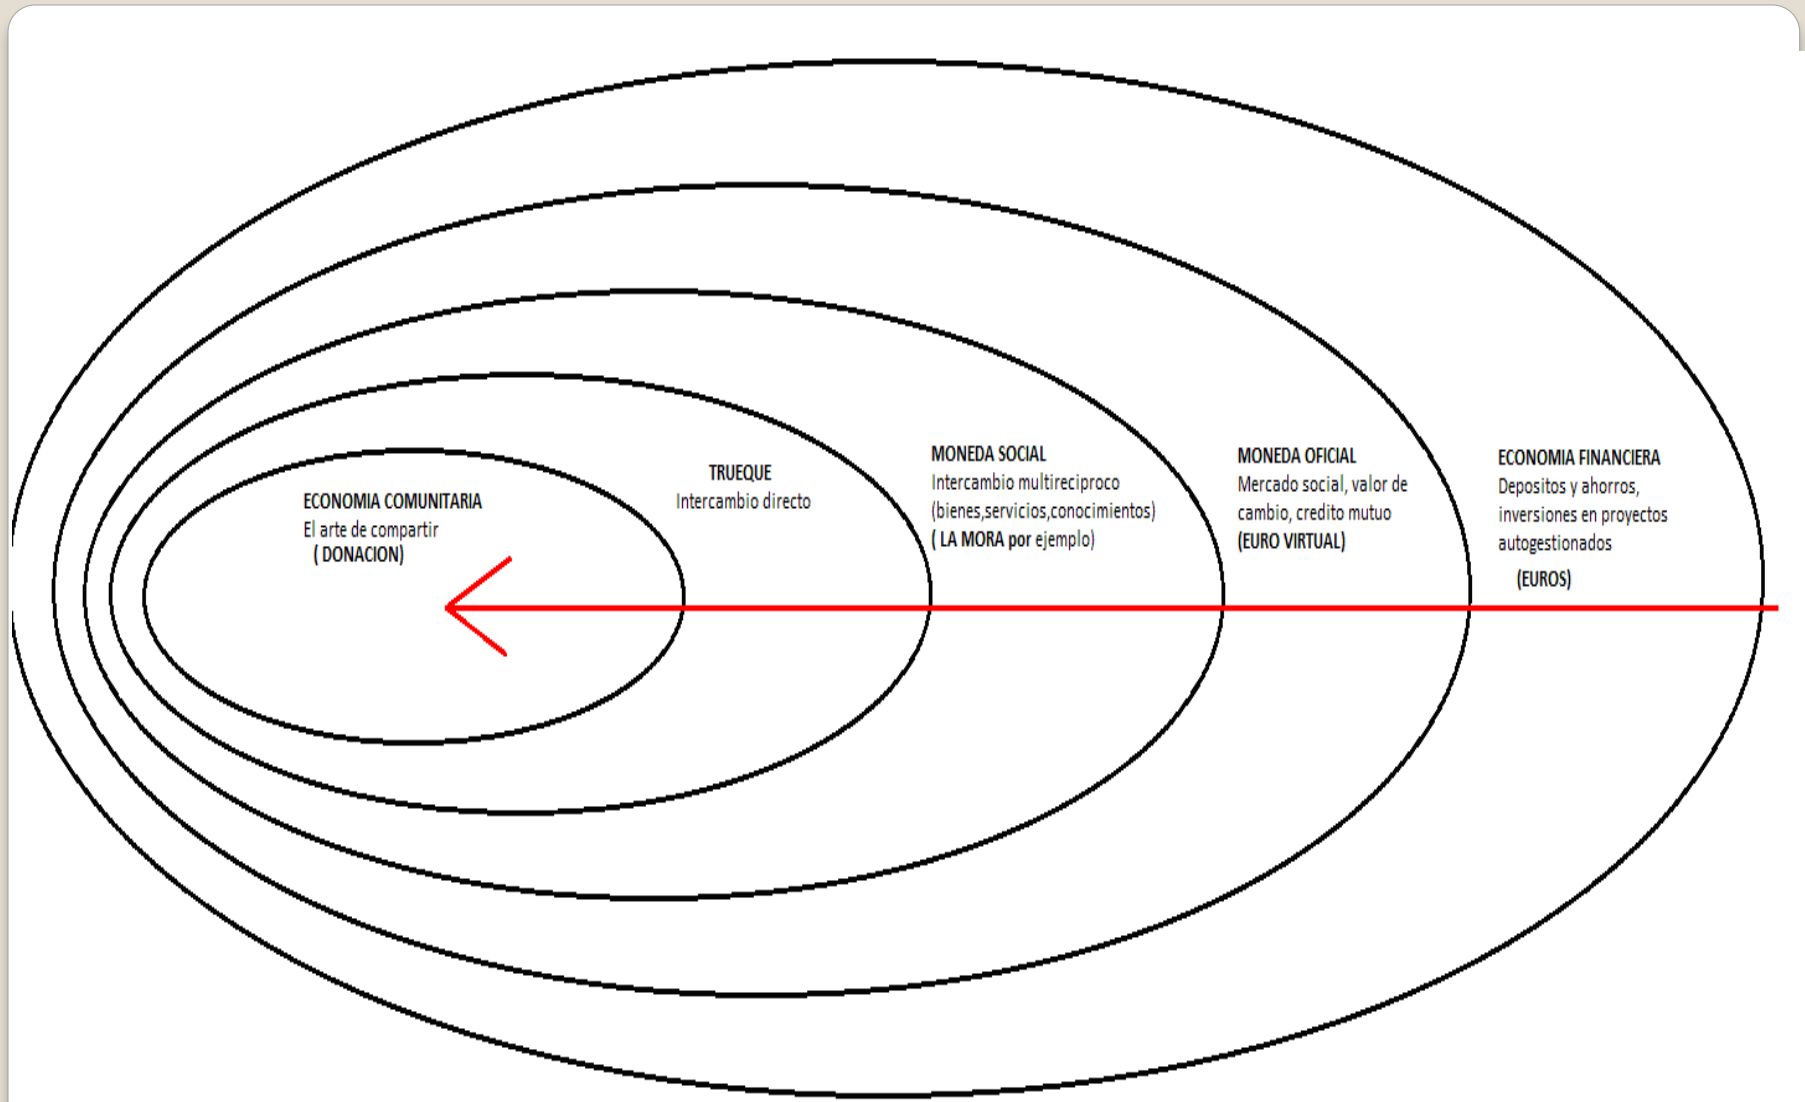 ECONOMIA COMUNITARIA
El arte de compartir
( DONACION)
TRUEQUE
Intercambio directo
MONEDA SOCIAL
Intercambio multireciproco
(bienes,servicios,conocimientos)
( LA MORA por ejemplo)
MONEDA OFICIAL
Mercado social, valor de
cambio, credito mutuo
(EURO VIRTUAL)
ECONOMIA FINANCIERA
Depositos y ahorros,
inversiones en proyectos
autogestionados
(EUROS)